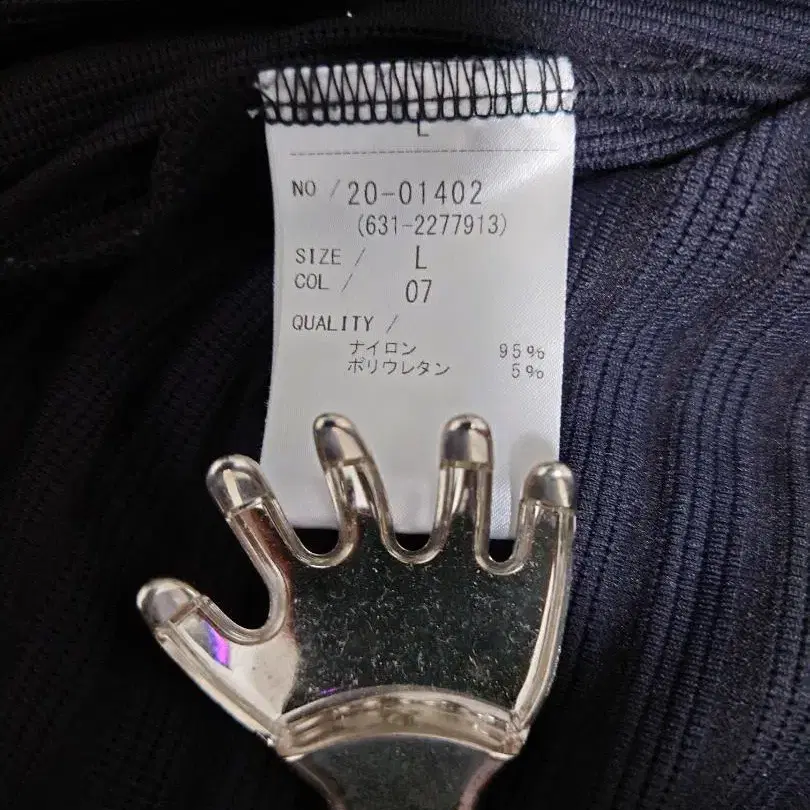 L
NO / 20-01402
(631-2277913)
SIZE / L
COL / 07
QUALITY /
ナイロン 95%
ポリウレタン 5%